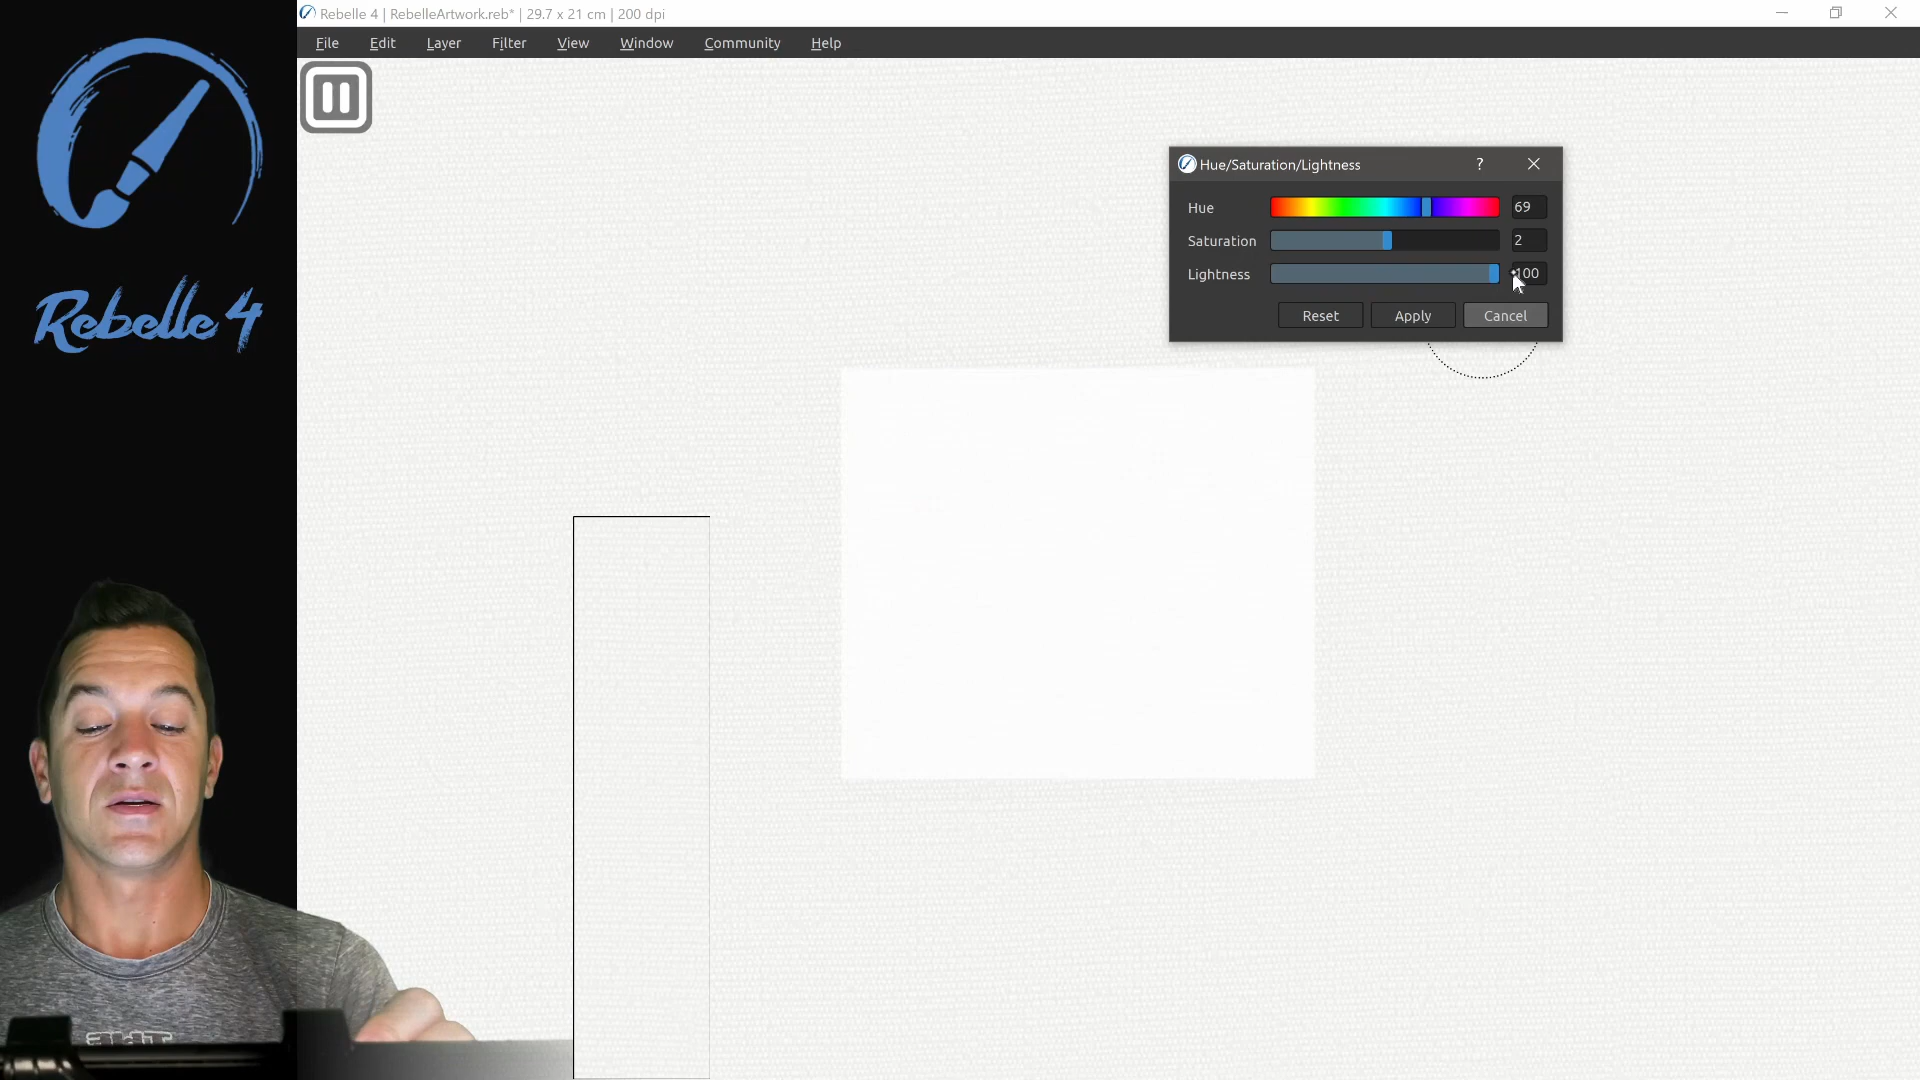 Rebelle 4 | RebelleArtwork.reb* | 29.7 x 21 cm | 200 dpi
File Edit Layer Filter View Window Community Help
Hue/Saturation/Lightness ?
Hue 69
Saturation 2
Lightness 100
Reset Apply Cancel
Rebelle 4